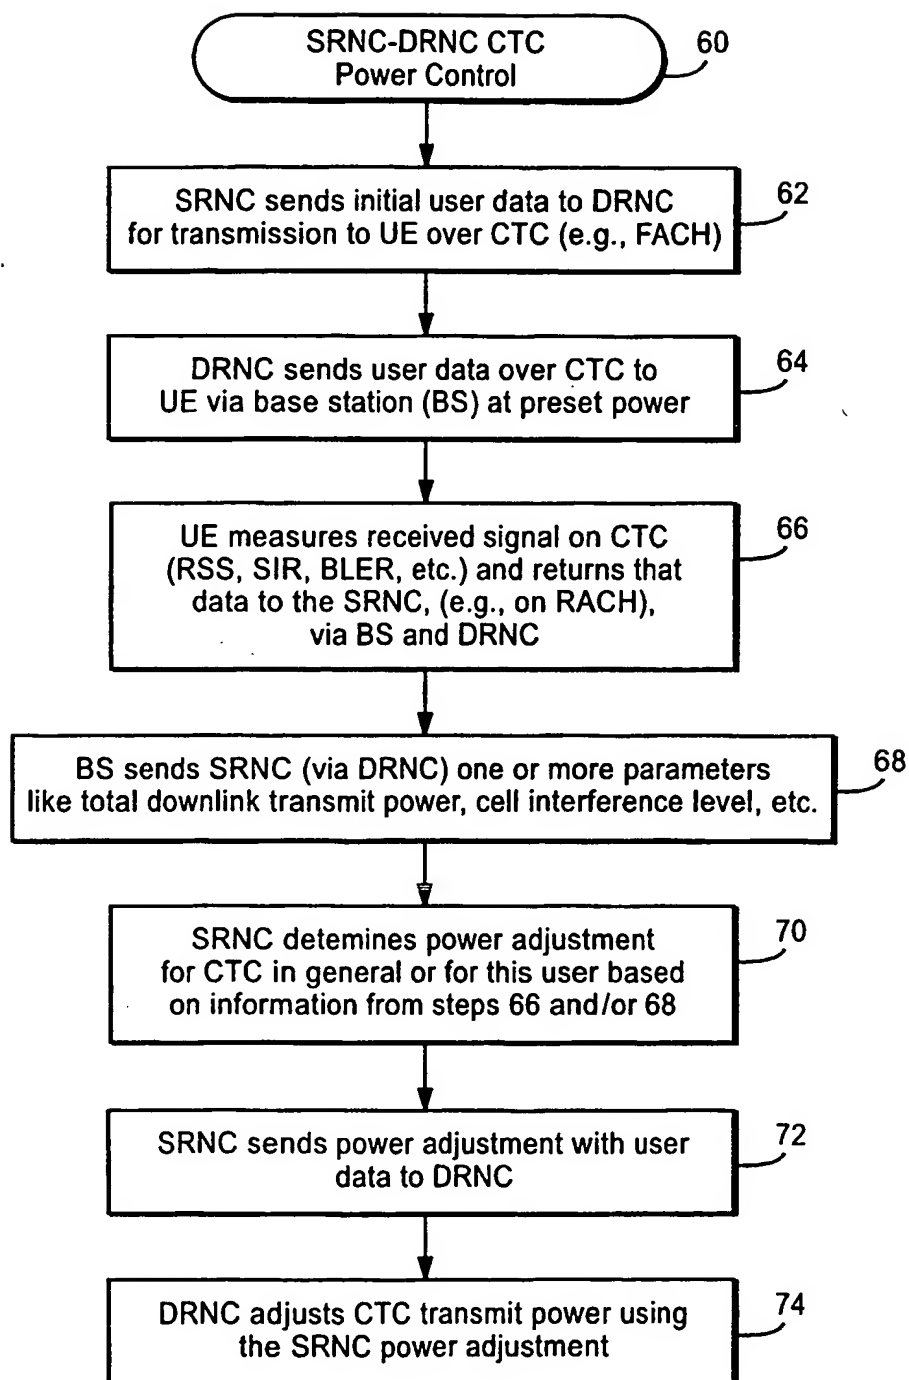 SRNC-DRNC CTC
Power Control
60
SRNC sends initial user data to DRNC
for transmission to UE over CTC (e.g., FACH)
62
DRNC sends user data over CTC to
UE via base station (BS) at preset power
64
UE measures received signal on CTC
(RSS, SIR, BLER, etc.) and returns that
data to the SRNC, (e.g., on RACH),
via BS and DRNC
66
BS sends SRNC (via DRNC) one or more parameters
like total downlink transmit power, cell interference level, etc.
68
SRNC detemines power adjustment
for CTC in general or for this user based
on information from steps 66 and/or 68
70
SRNC sends power adjustment with user
data to DRNC
72
DRNC adjusts CTC transmit power using
the SRNC power adjustment
74